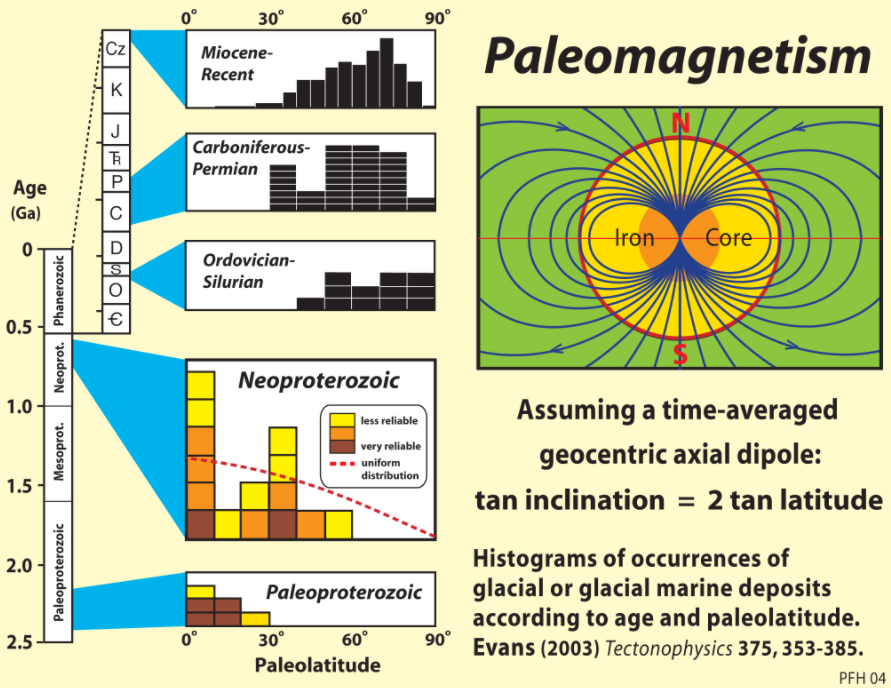 Paleomagnetism
0° 30° 60° 90°
Cz
K
J
TR
P
C
D
S
O
Є
Miocene-
Recent
Carboniferous-
Permian
Ordovician-
Silurian
Age
(Ga)
0
0.5
1.0
1.5
2.0
2.5
Phanerozoic
Neoprot.
Mesoprot.
Paleoproterozoic
Neoproterozoic
less reliable
very reliable
uniform
distribution
Paleoproterozoic
0° 30° 60° 90°
Paleolatitude
N
Iron Core
S
Assuming a time-averaged
geocentric axial dipole:
tan inclination = 2 tan latitude
Histograms of occurrences of
glacial or glacial marine deposits
according to age and paleolatitude.
Evans (2003) Tectonophysics 375, 353-385.
PFH 04